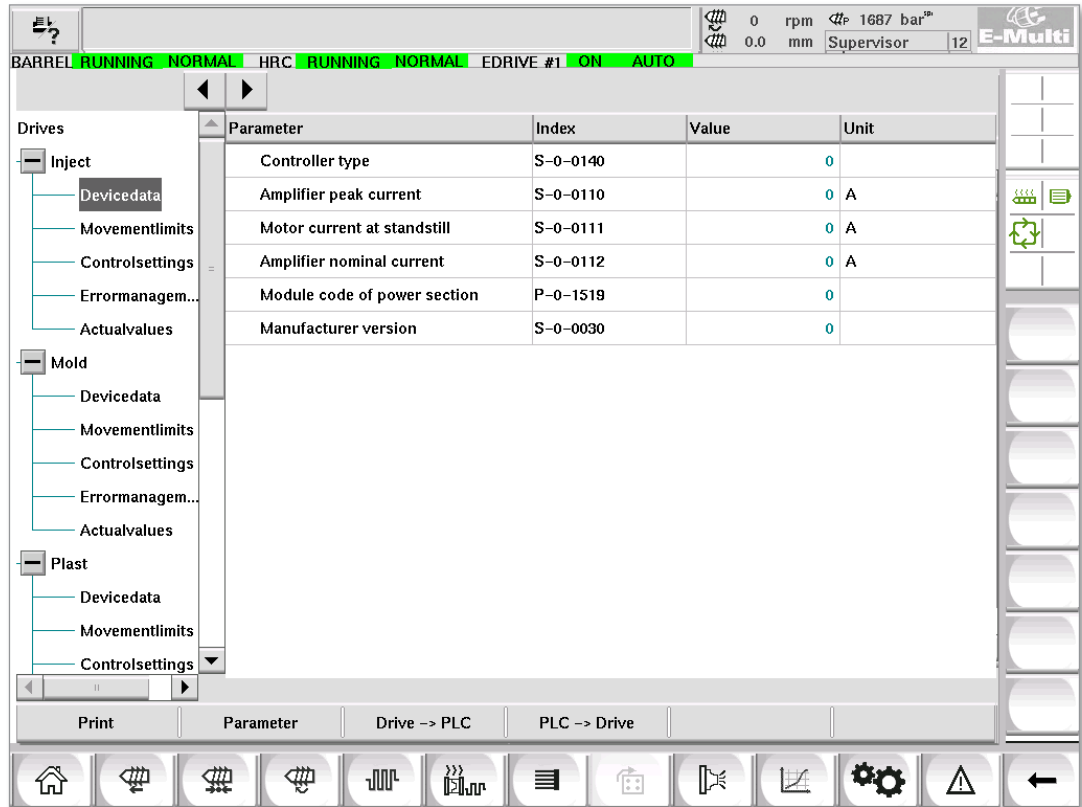 0 rpm 1687 bar spec
0.0 mm Supervisor 12 E-Multi
BARREL RUNNING NORMAL HRC RUNNING NORMAL EDRIVE #1 ON AUTO
Drives
Inject
Devicedata
Movementlimits
Controlsettings
Errormanagem...
Actualvalues
Mold
Devicedata
Movementlimits
Controlsettings
Errormanagem...
Actualvalues
Plast
Devicedata
Movementlimits
Controlsettings
Parameter Index Value Unit
Controller type S-0-0140 0
Amplifier peak current S-0-0110 0 A
Motor current at standstill S-0-0111 0 A
Amplifier nominal current S-0-0112 0 A
Module code of power section P-0-1519 0
Manufacturer version S-0-0030 0
Print Parameter Drive -> PLC PLC -> Drive